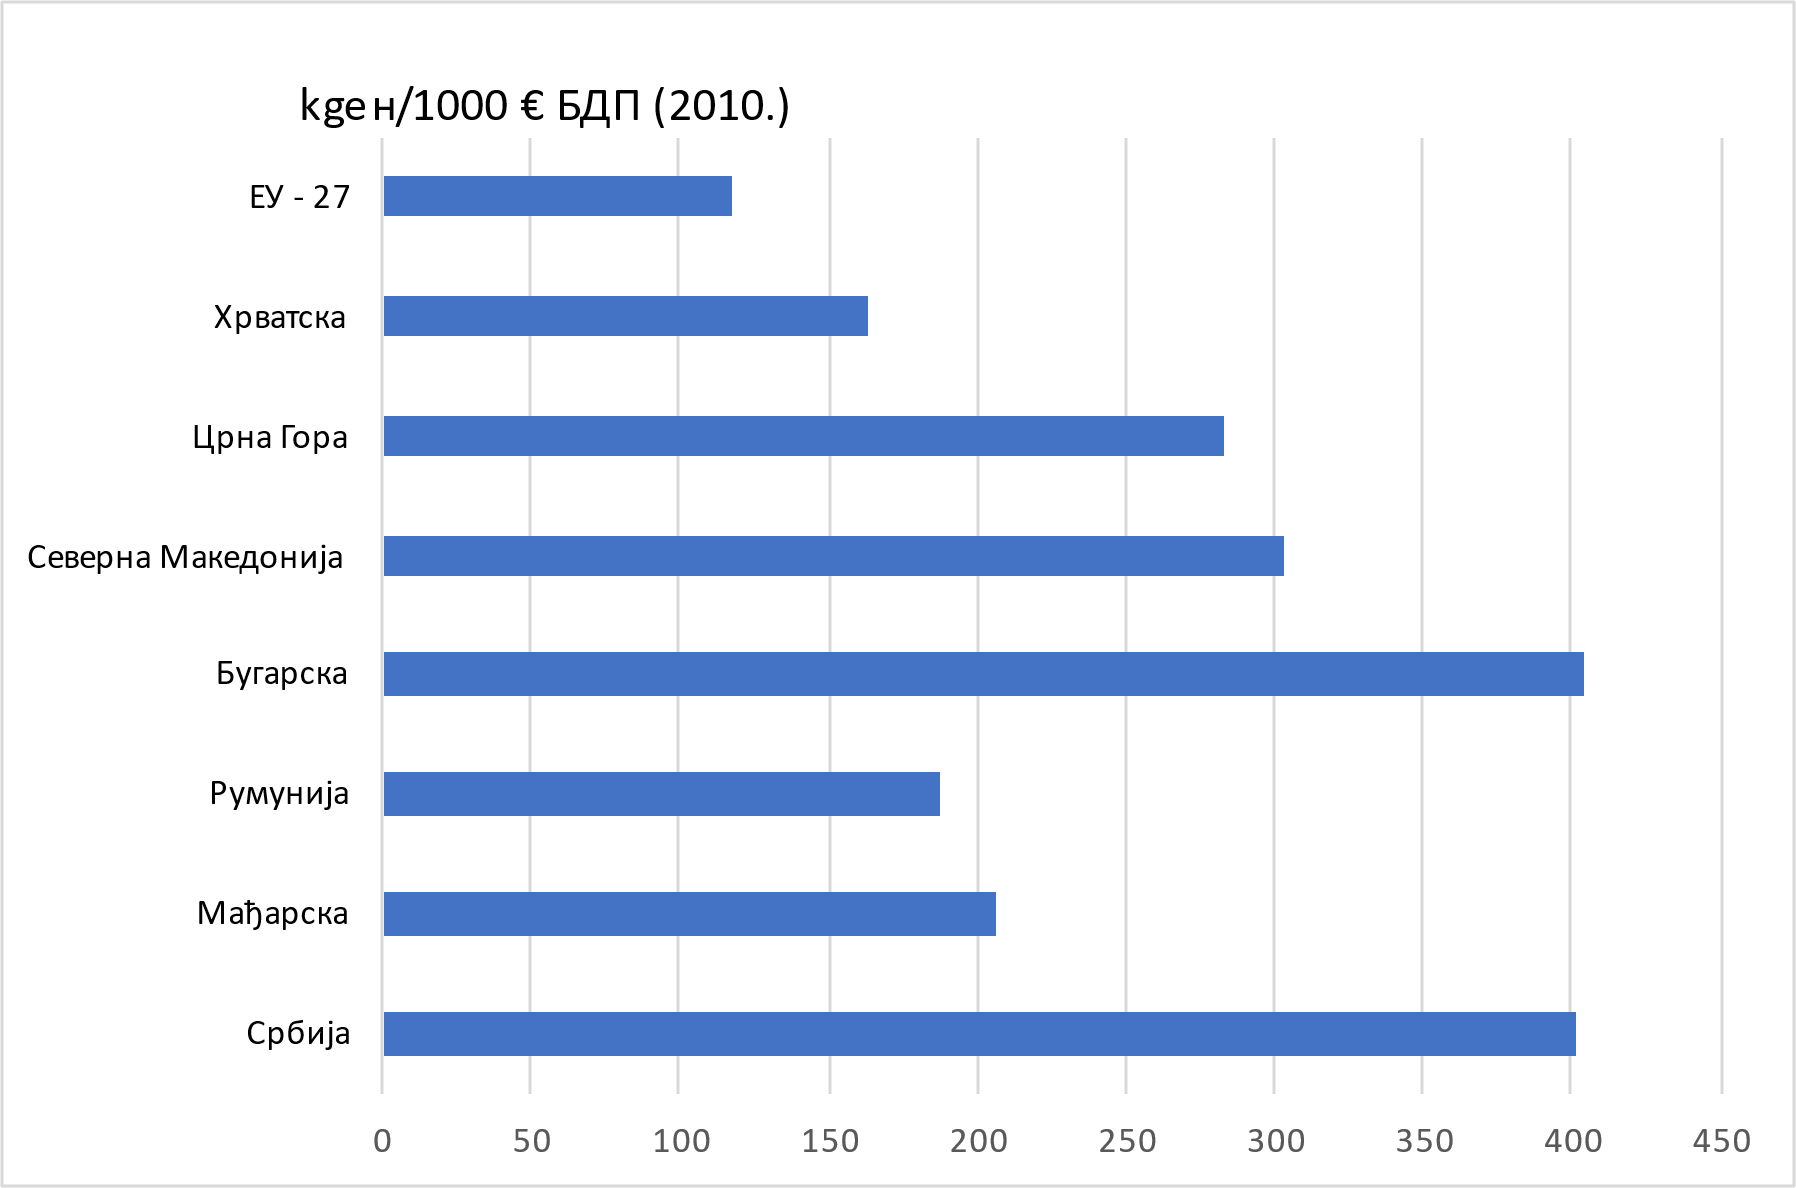 kgен/1000 € БДП (2010.)
ЕУ - 27
Хрватска
Црна Гора
Северна Македонија
Бугарска
Румунија
Мађарска
Србија
0 50 100 150 200 250 300 350 400 450